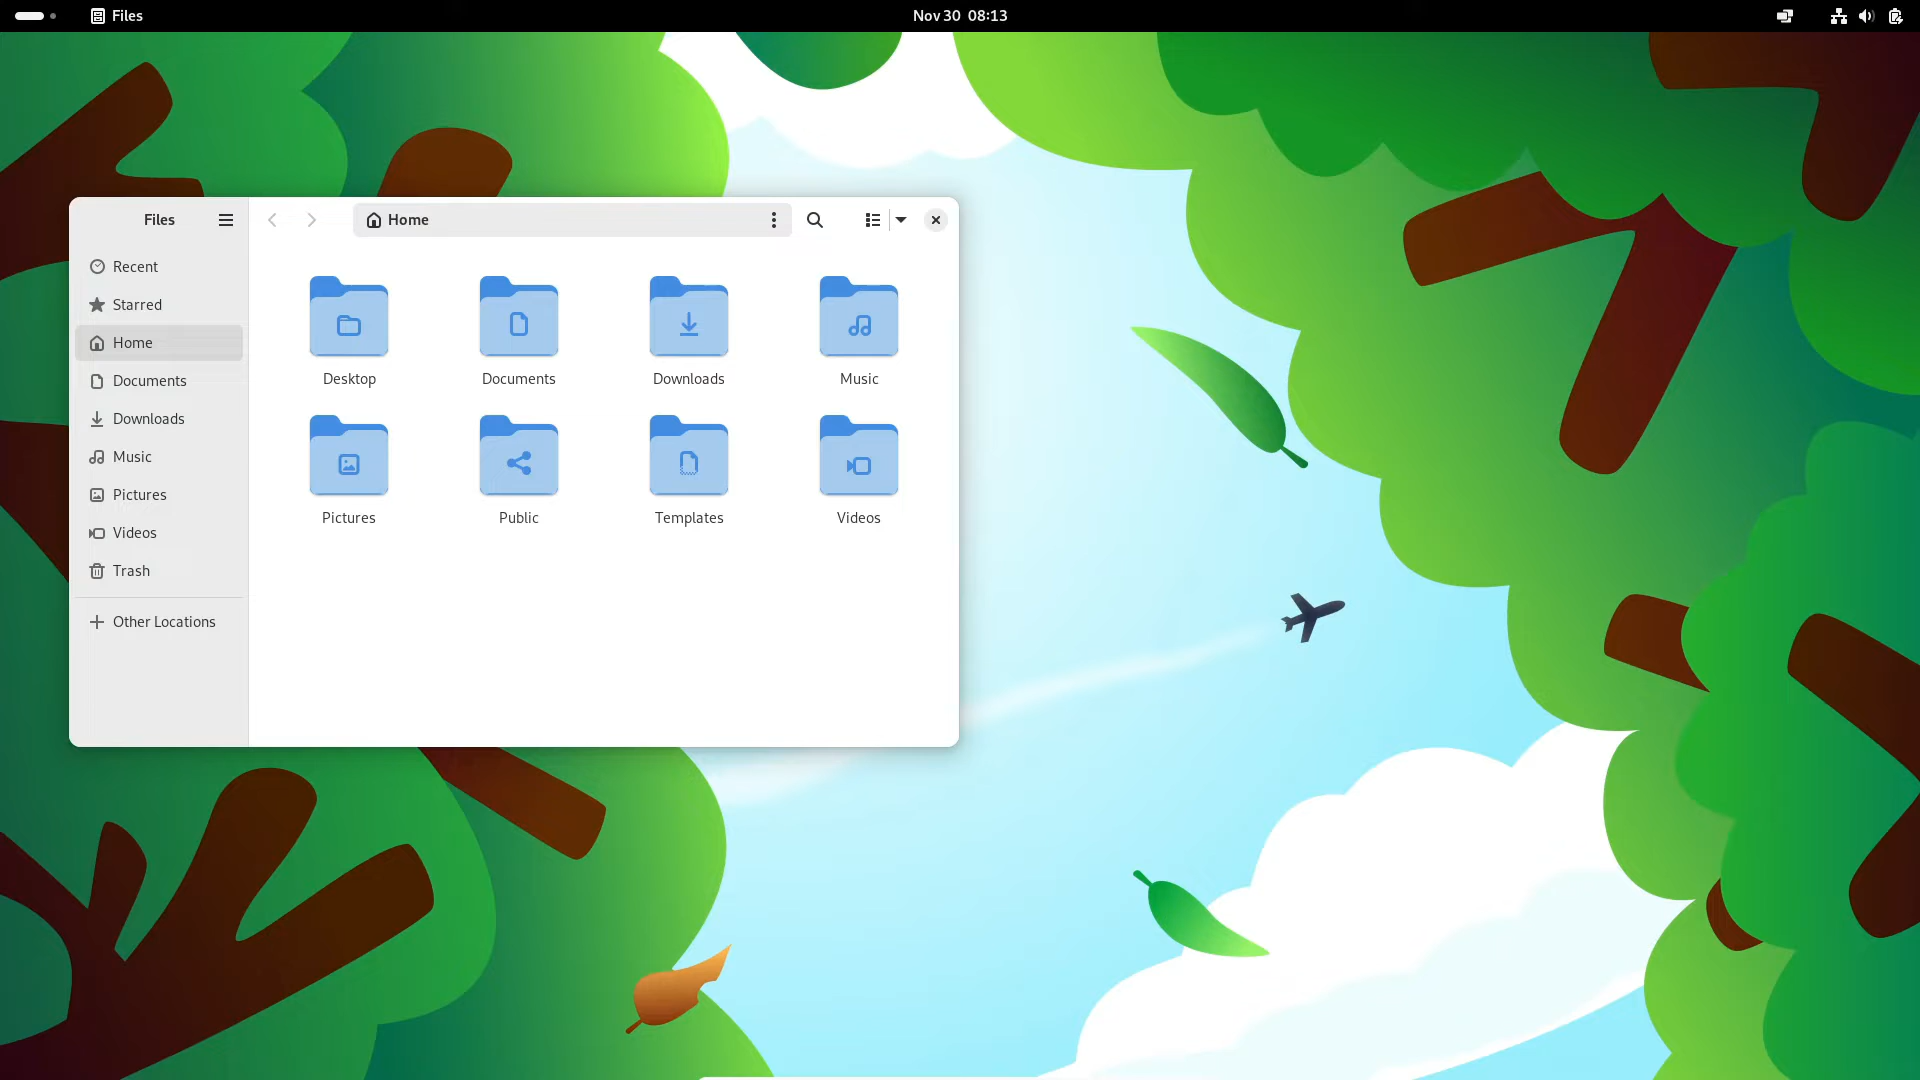 Files
Nov 30 08:13
Files
Home
Recent
Starred
Home
Documents
Downloads
Music
Pictures
Videos
Trash
Other Locations
Desktop
Documents
Downloads
Music
Pictures
Public
Templates
Videos